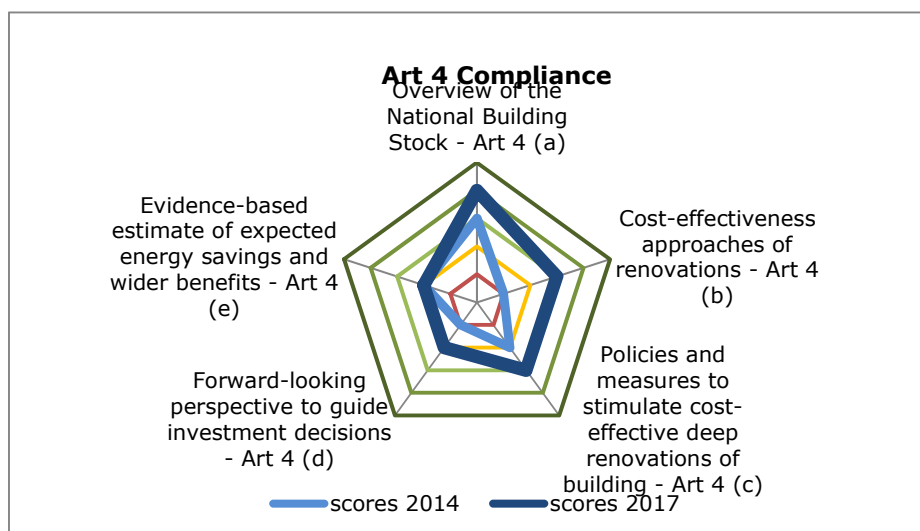 Art 4 Compliance
Overview of the
National Building
Stock - Art 4 (a)
Cost-effectiveness
approaches of
renovations - Art 4
(b)
Policies and
measures to
stimulate cost-
effective deep
renovations of
building - Art 4 (c)
Forward-looking
perspective to guide
investment decisions
- Art 4 (d)
Evidence-based
estimate of expected
energy savings and
wider benefits - Art 4
(e)
scores 2014
scores 2017